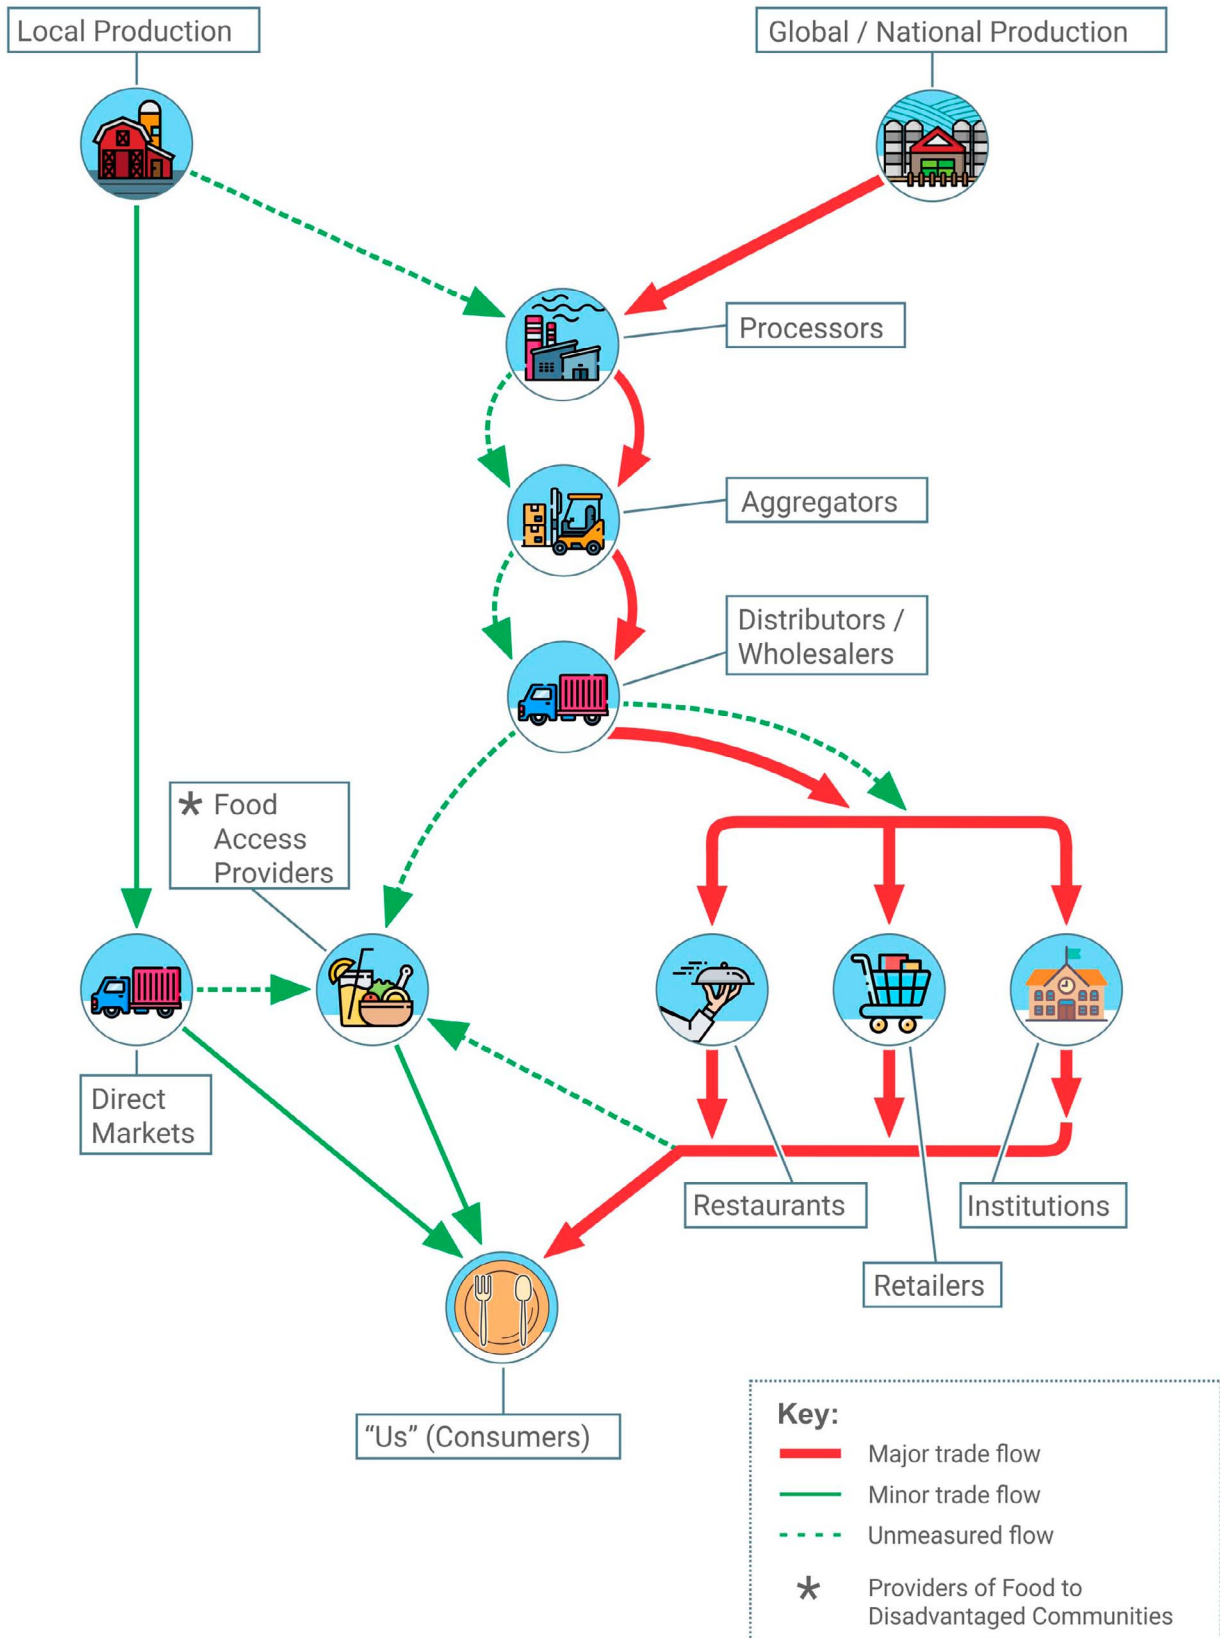 Local Production
Global / National Production
Processors
Aggregators
Distributors /
Wholesalers
* Food
Access
Providers
Direct
Markets
Restaurants
Institutions
Retailers
“Us” (Consumers)
Key:
Major trade flow
Minor trade flow
Unmeasured flow
* Providers of Food to
Disadvantaged Communities